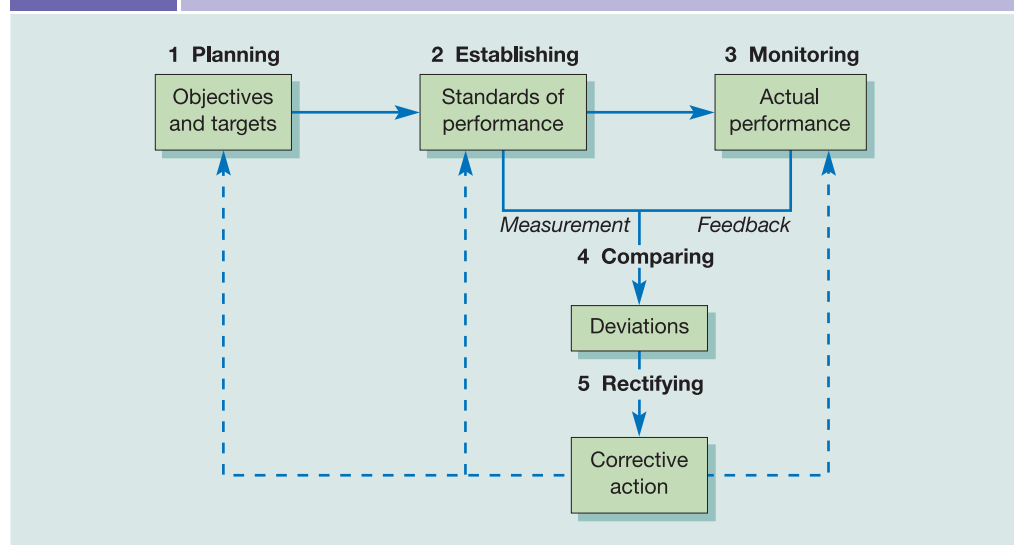 1 Planning
2 Establishing
3 Monitoring
Objectives
and targets
Standards of
performance
Actual
performance
Measurement
Feedback
4 Comparing
Deviations
5 Rectifying
Corrective
action